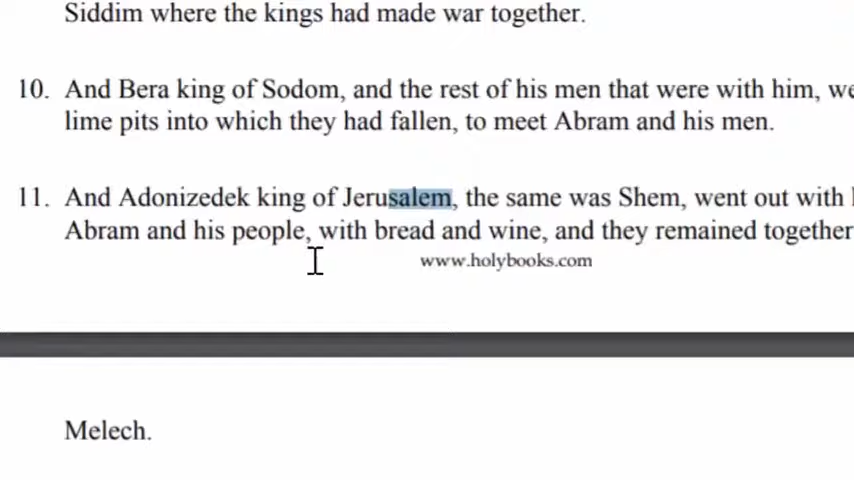 Siddim where the kings had made war together.
10. And Bera king of Sodom, and the rest of his men that were with him, we
lime pits into which they had fallen, to meet Abram and his men.
11. And Adonizedek king of Jerusalem, the same was Shem, went out with
Abram and his people, with bread and wine, and they remained together
www.holybooks.com
Melech.